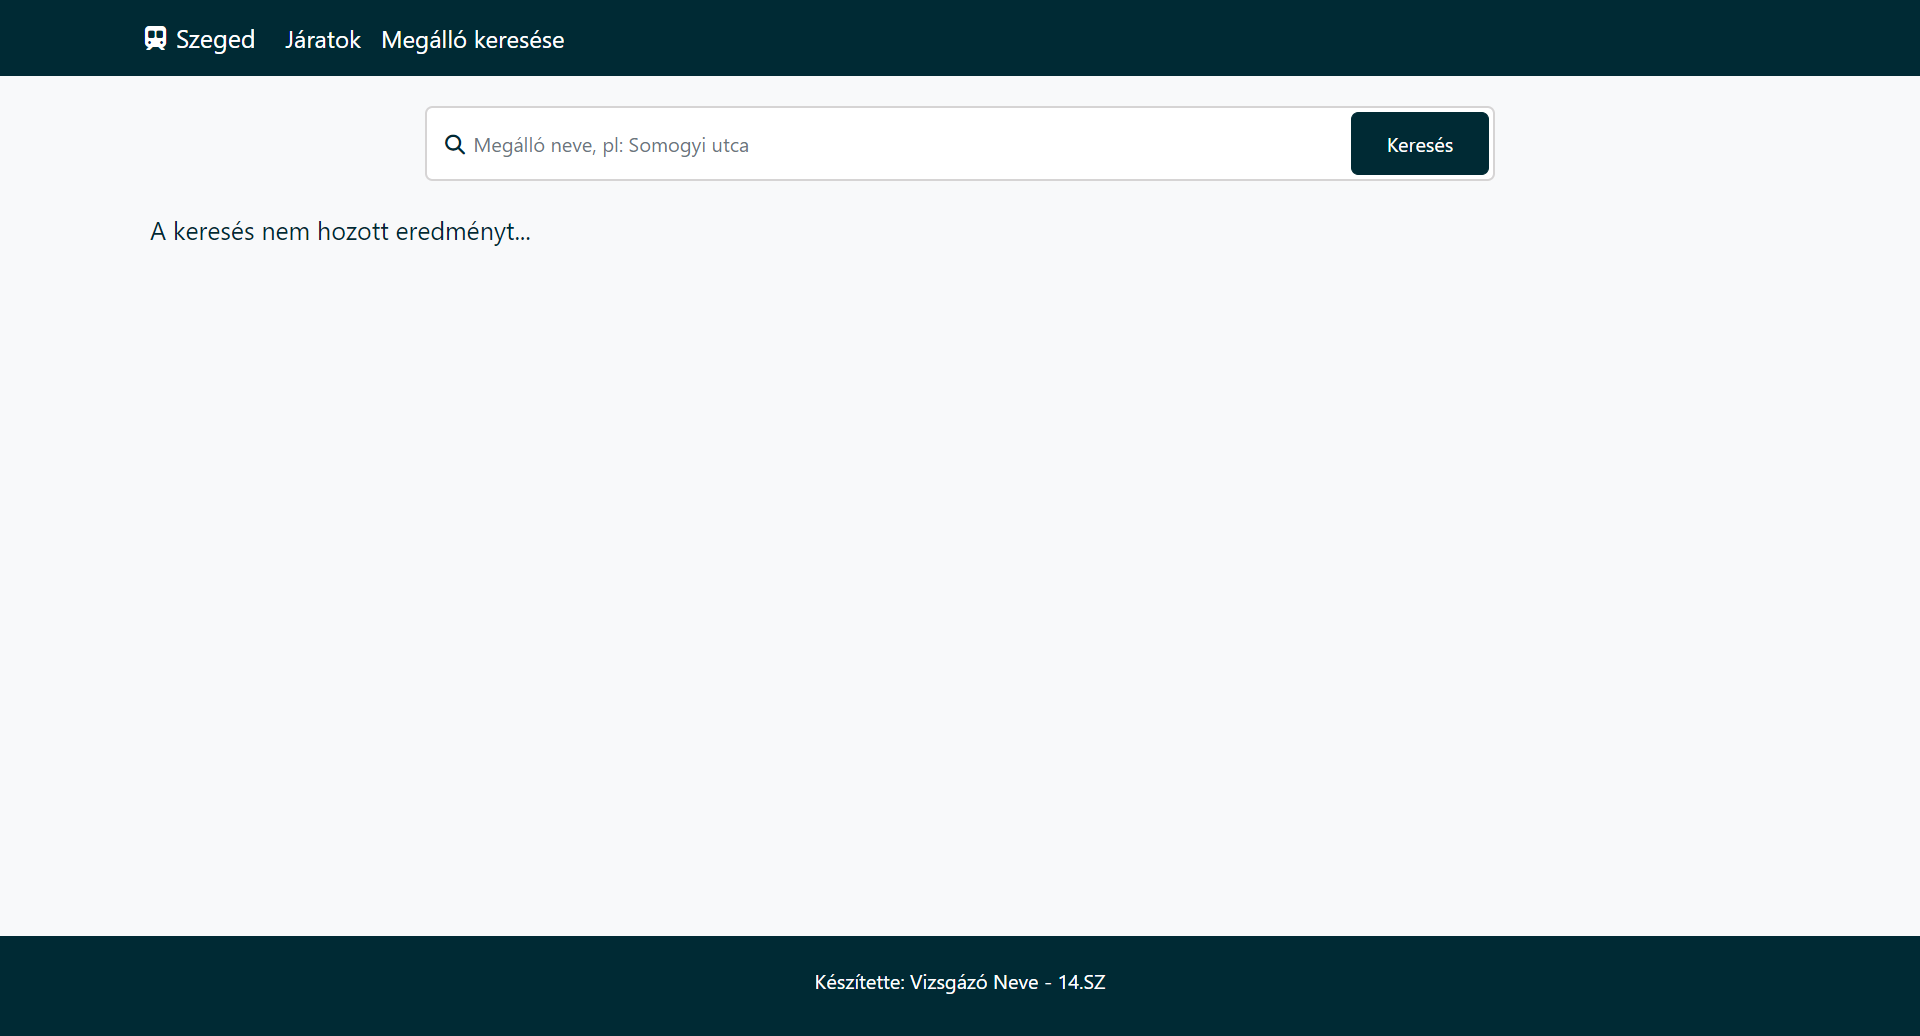 Szeged Járatok Megálló keresése
Megálló neve, pl: Somogyi utca Keresés
A keresés nem hozott eredményt...
Készítette: Vizsgázó Neve - 14.SZ